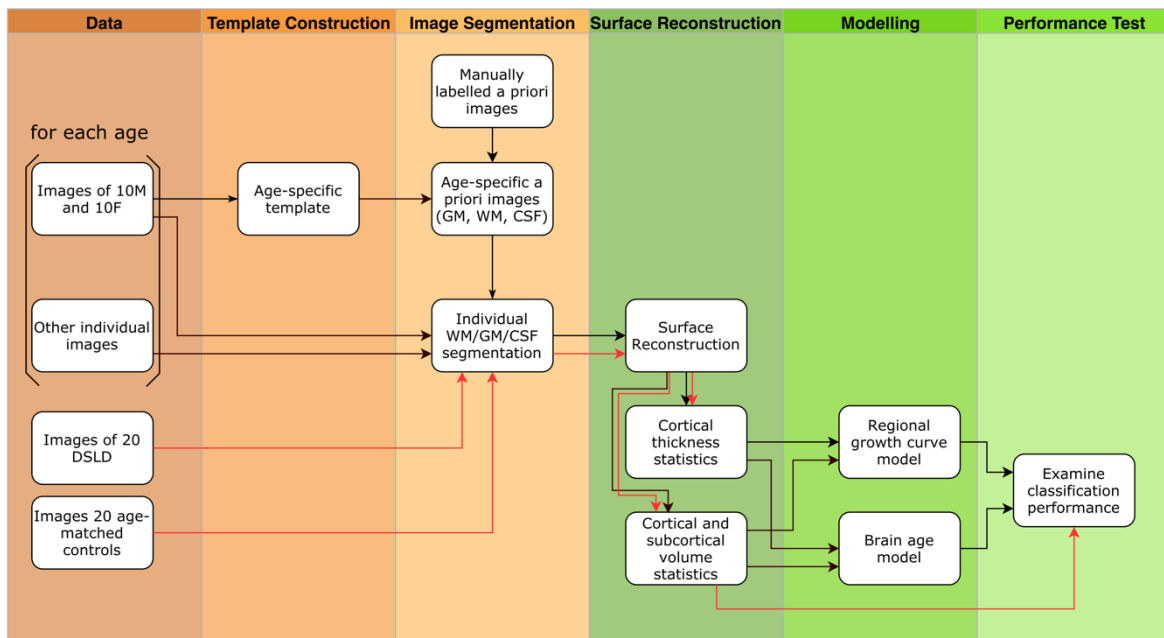 Data
Template Construction
Image Segmentation
Surface Reconstruction
Modelling
Performance Test
for each age
Manually
labelled a priori
images
Images of 10M
and 10F
Age-specific
template
Age-specific a
priori images
(GM, WM, CSF)
Other individual
images
Individual
WM/GM/CSF
segmentation
Surface
Reconstruction
Images of 20
DSLD
Cortical
thickness
statistics
Regional
growth curve
model
Examine
classification
performance
Images 20 age-
matched
controls
Cortical and
subcortical
volume
statistics
Brain age
model